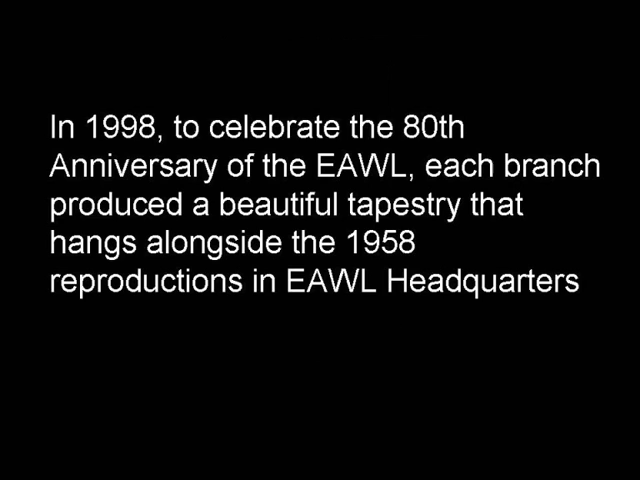 In 1998, to celebrate the 80th
Anniversary of the EAWL, each branch
produced a beautiful tapestry that
hangs alongside the 1958
reproductions in EAWL Headquarters